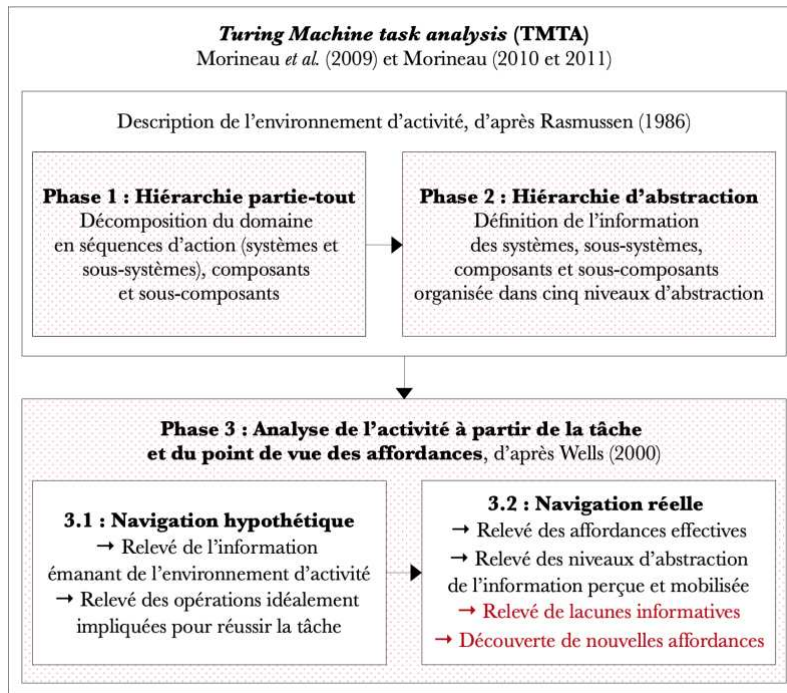 Turing Machine task analysis (TMTA)
Morineau et al. (2009) et Morineau (2010 et 2011)
Description de l’environnement d’activité, d’après Rasmussen (1986)
Phase 1 : Hiérarchie partie-tout
Décomposition du domaine
en séquences d’action (systèmes et
sous-systèmes), composants
et sous-composants
Phase 2 : Hiérarchie d’abstraction
Définition de l’information
des systèmes, sous-systèmes,
composants et sous-composants
organisée dans cinq niveaux d’abstraction
Phase 3 : Analyse de l’activité à partir de la tâche
et du point de vue des affordances, d’après Wells (2000)
3.1 : Navigation hypothétique
→ Relevé de l’information
émanant de l’environnement d’activité
→ Relevé des opérations idéalement
impliquées pour réussir la tâche
3.2 : Navigation réelle
→ Relevé des affordances effectives
→ Relevé des niveaux d’abstraction
de l’information perçue et mobilisée
→ Relevé de lacunes informatives
→ Découverte de nouvelles affordances